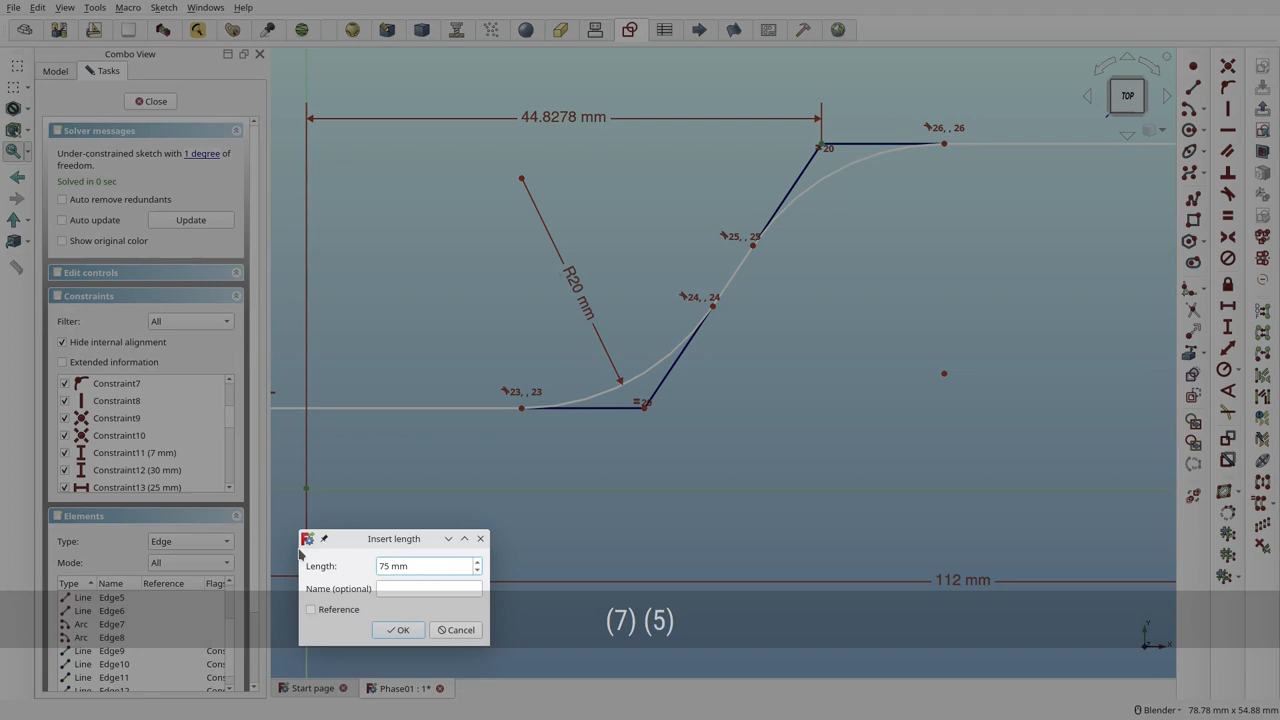 File Edit View Tools Macro Sketch Windows Help
Combo View
Model Tasks
Close
Solver messages
Under-constrained sketch with 1 degree of
freedom.
Solved in 0 sec
Auto remove redundants
Auto update Update
Show original color
Edit controls
Constraints
Filter: All
Hide internal alignment
Extended information
Constraint7
Constraint8
Constraint9
Constraint10
Constraint11 (7 mm)
Constraint12 (30 mm)
Constraint13 (25 mm)
Elements
Type: Edge
Mode: All
Type Name Reference Flags
Line Edge5
Line Edge6
Arc Edge7
Arc Edge8
Line Edge9 Cons
Line Edge10 Cons
Line Edge11 Cons
44.8278 mm
26, , 26
20
25, , 25
24, , 24
R20 mm
23, , 23
TOP
112 mm
Insert length
Length: 75 mm
Name (optional)
Reference
OK Cancel
(7) (5)
Y
Z X
Start page Phase01 : 1*
Blender 78.78 mm x 54.88 mm